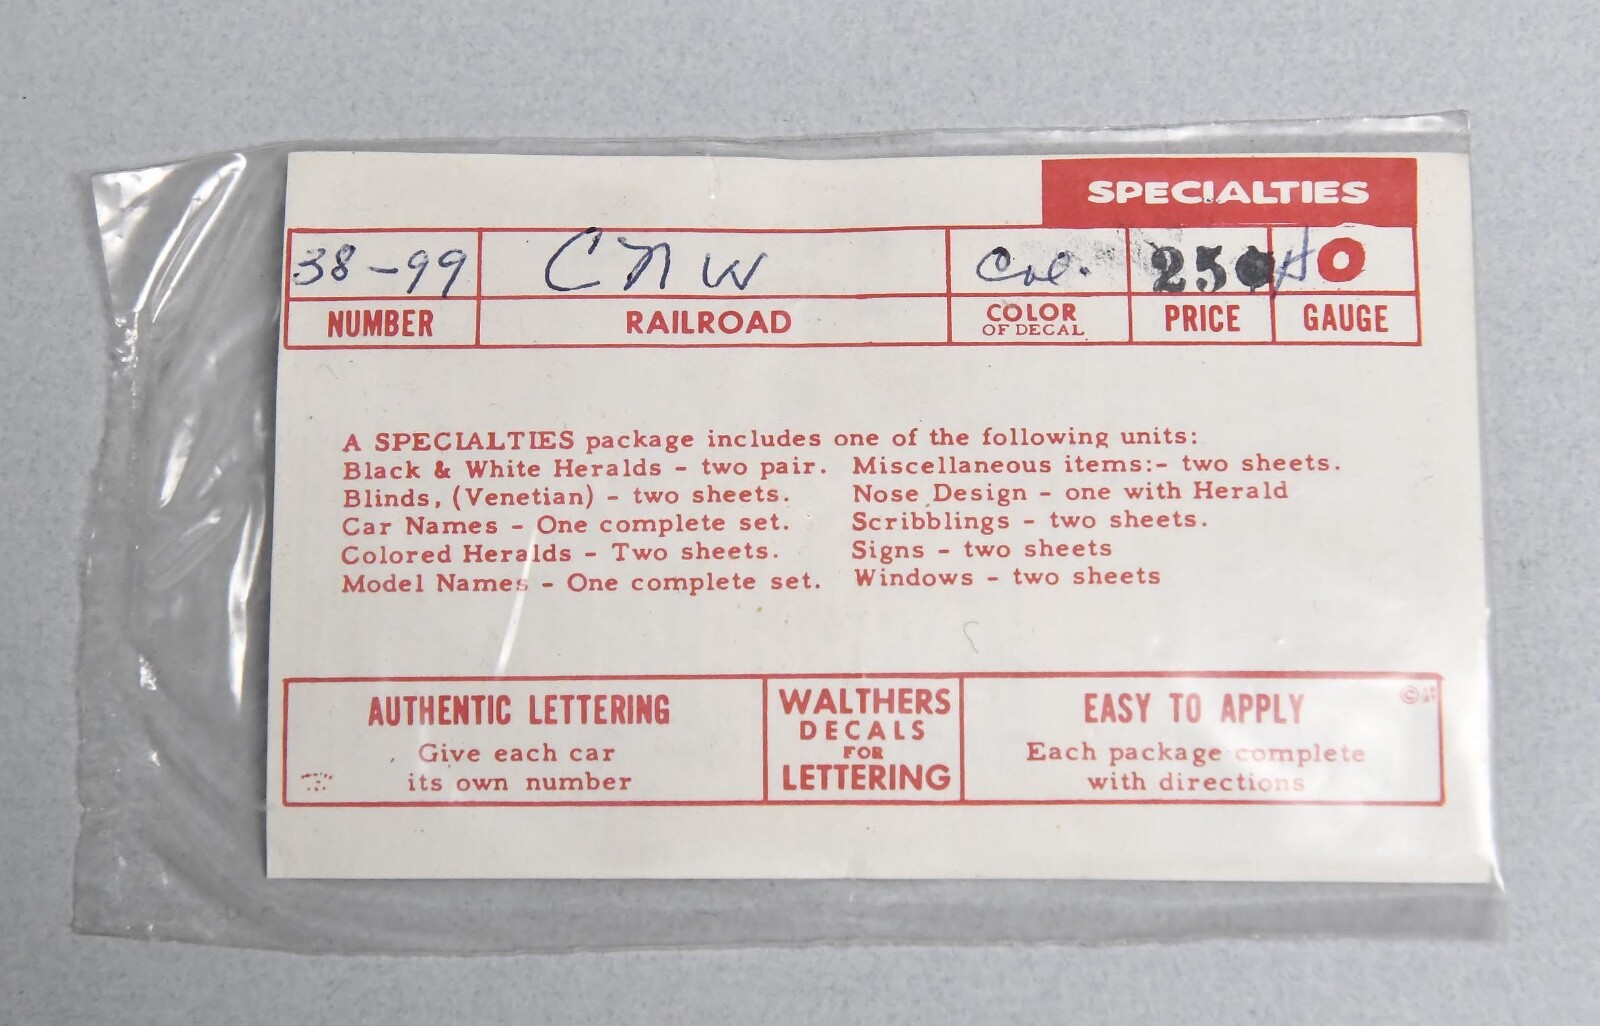 SPECIALTIES
38-99 CNW Col. 25¢ HO
NUMBER RAILROAD COLOR OF DECAL PRICE GAUGE
A SPECIALTIES package includes one of the following units:
Black & White Heralds - two pair. Miscellaneous items:- two sheets.
Blinds, (Venetian) - two sheets. Nose Design - one with Herald
Car Names - One complete set. Scribblings - two sheets.
Colored Heralds - Two sheets. Signs - two sheets
Model Names - One complete set. Windows - two sheets
AUTHENTIC LETTERING
Give each car
its own number
WALTHERS
DECALS
FOR
LETTERING
EASY TO APPLY
Each package complete
with directions
©